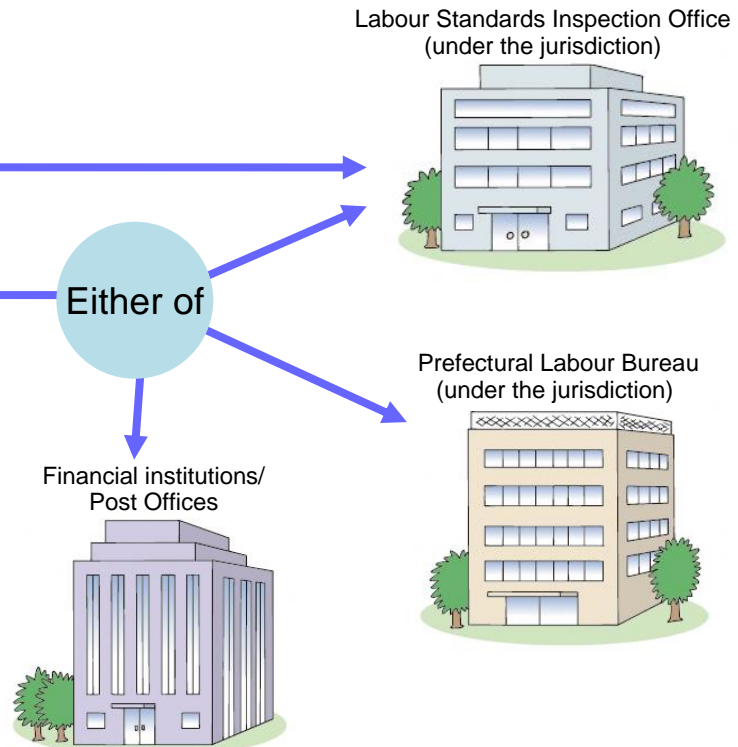 Labour Standards Inspection Office
(under the jurisdiction)
Either of
Prefectural Labour Bureau
(under the jurisdiction)
Financial institutions/
Post Offices